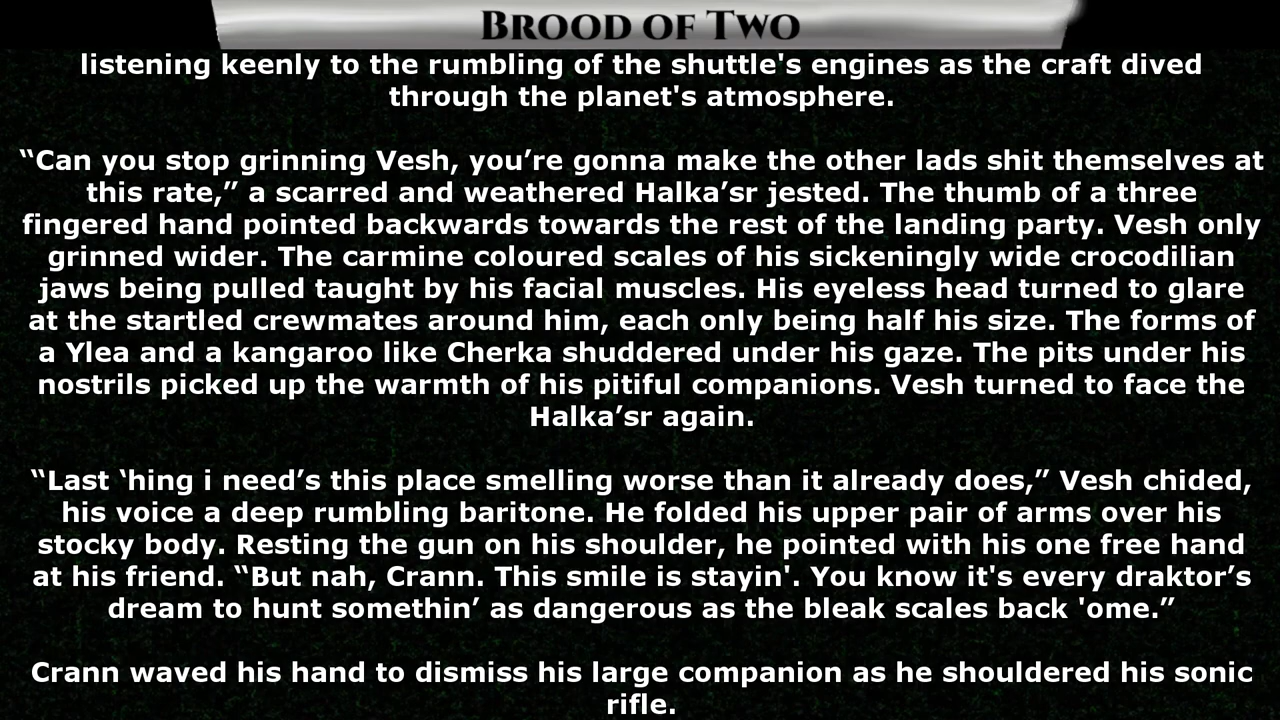 Brood of Two
listening keenly to the rumbling of the shuttle's engines as the craft dived
through the planet's atmosphere.
“Can you stop grinning Vesh, you’re gonna make the other lads shit themselves at
this rate,” a scarred and weathered Halka’sr jested. The thumb of a three
fingered hand pointed backwards towards the rest of the landing party. Vesh only
grinned wider. The carmine coloured scales of his sickeningly wide crocodilian
jaws being pulled taught by his facial muscles. His eyeless head turned to glare
at the startled crewmates around him, each only being half his size. The forms of
a Ylea and a kangaroo like Cherka shuddered under his gaze. The pits under his
nostrils picked up the warmth of his pitiful companions. Vesh turned to face the
Halka’sr again.
“Last ‘hing i need’s this place smelling worse than it already does,” Vesh chided,
his voice a deep rumbling baritone. He folded his upper pair of arms over his
stocky body. Resting the gun on his shoulder, he pointed with his one free hand
at his friend. “But nah, Crann. This smile is stayin'. You know it's every draktor’s
dream to hunt somethin’ as dangerous as the bleak scales back 'ome.”
Crann waved his hand to dismiss his large companion as he shouldered his sonic
rifle.